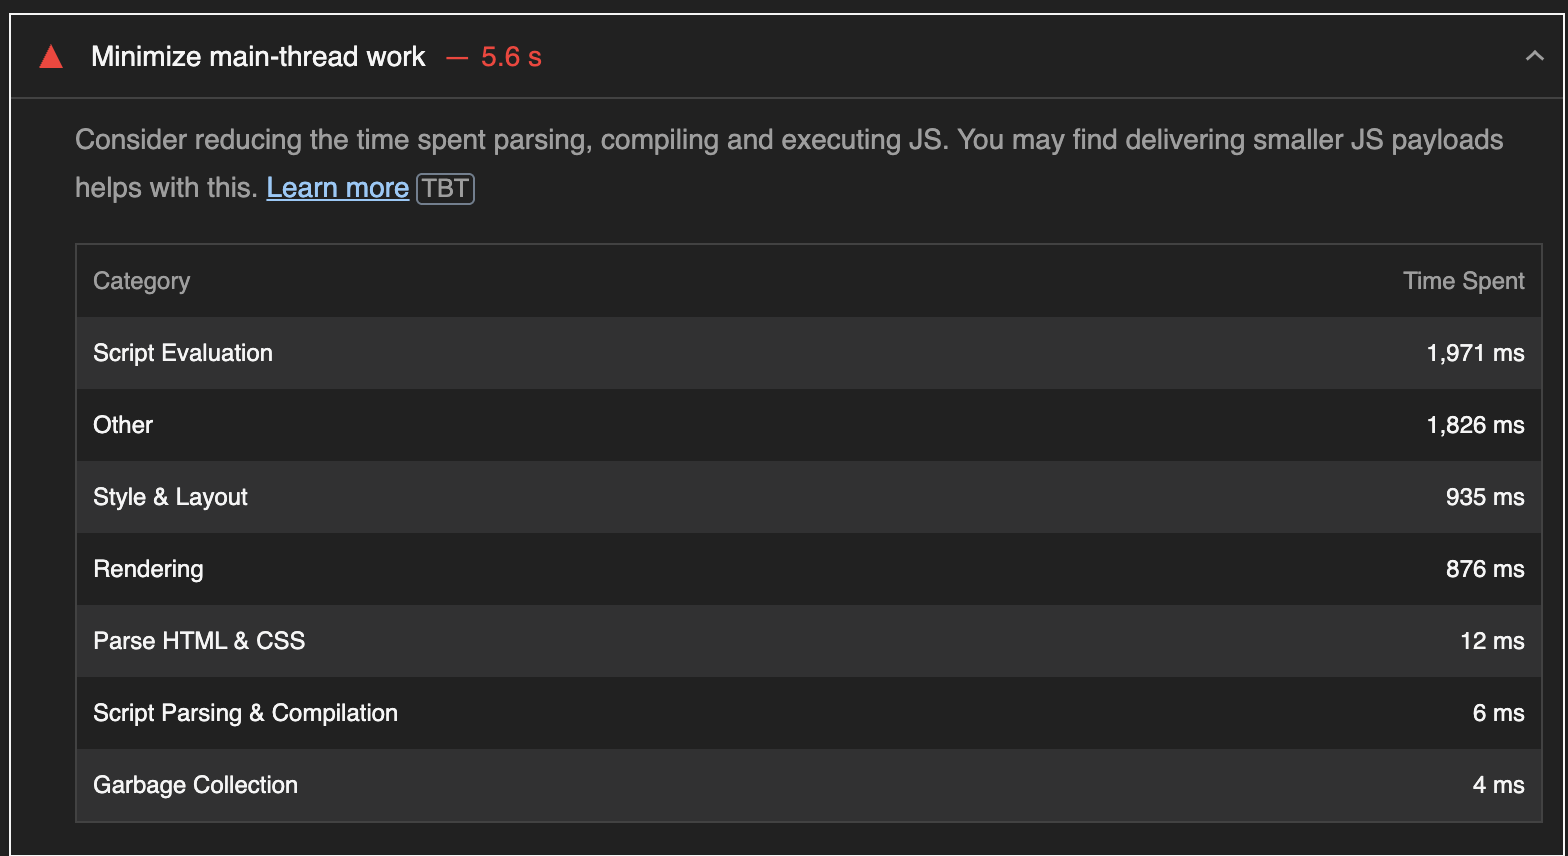 Minimize main-thread work — 5.6 s
Consider reducing the time spent parsing, compiling and executing JS. You may find delivering smaller JS payloads
helps with this. Learn more TBT
Category Time Spent
Script Evaluation 1,971 ms
Other 1,826 ms
Style & Layout 935 ms
Rendering 876 ms
Parse HTML & CSS 12 ms
Script Parsing & Compilation 6 ms
Garbage Collection 4 ms